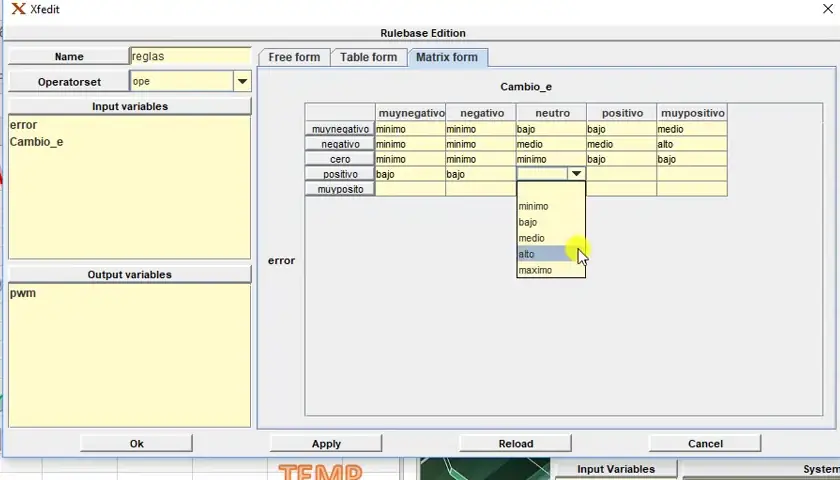 Xfedit
Rulebase Edition
Name reglas
Operatorset ope
Input variables
error
Cambio_e
Output variables
pwm
Free form Table form Matrix form
Cambio_e
muynegativo negativo neutro positivo muypositivo
muynegativo minimo minimo bajo bajo medio
negativo minimo minimo medio medio alto
cero minimo minimo minimo bajo bajo
positivo bajo bajo
muyposito
minimo
bajo
medio
alto
maximo
error
Ok Apply Reload Cancel
TEMP
Input Variables System